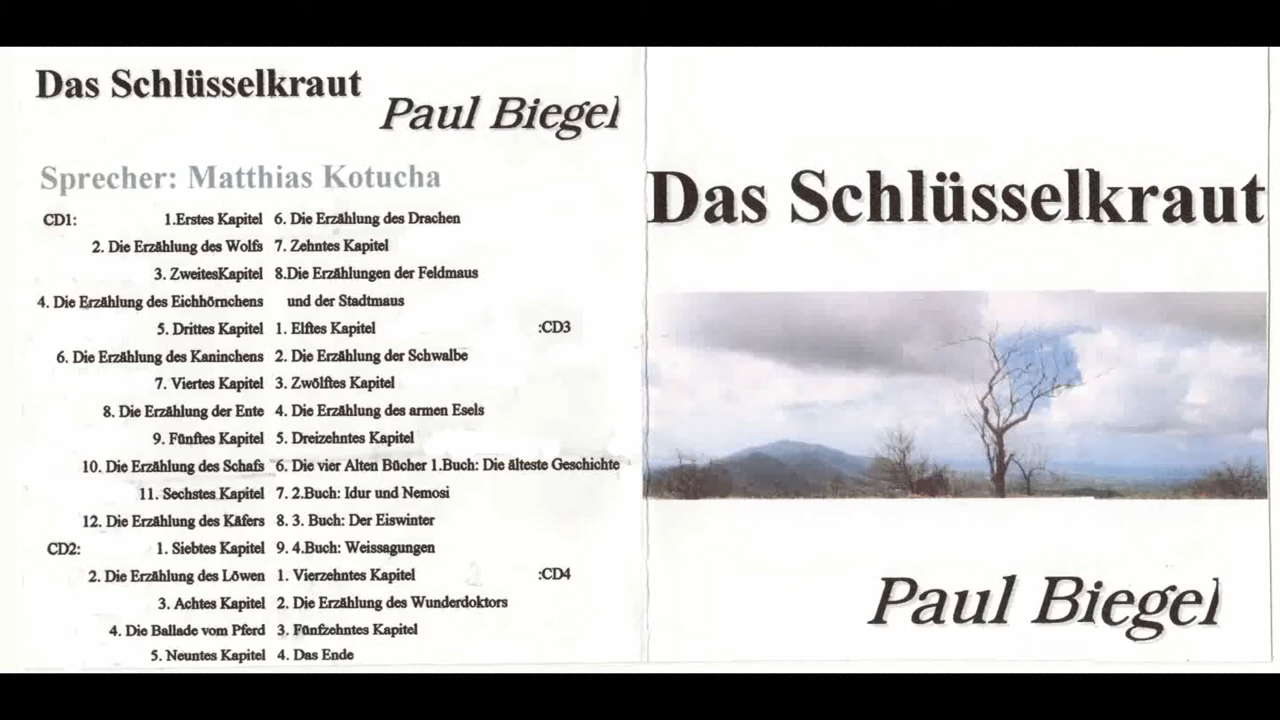 Das Schlüsselkraut
Paul Biegel
Sprecher: Matthias Kotucha
CD1:
1.Erstes Kapitel
2. Die Erzählung des Wolfs
3. ZweitesKapitel
4. Die Erzählung des Eichhörnchens
5. Drittes Kapitel
6. Die Erzählung des Kaninchens
7. Viertes Kapitel
8. Die Erzählung der Ente
9. Fünftes Kapitel
10. Die Erzählung des Schafs
11. Sechstes Kapitel
12. Die Erzählung des Käfers
CD2:
1. Siebtes Kapitel
2. Die Erzählung des Löwen
3. Achtes Kapitel
4. Die Ballade vom Pferd
5. Neuntes Kapitel
6. Die Erzählung des Drachen
7. Zehntes Kapitel
8.Die Erzählungen der Feldmaus
und der Stadtmaus
1. Elftes Kapitel :CD3
2. Die Erzählung der Schwalbe
3. Zwölftes Kapitel
4. Die Erzählung des armen Esels
5. Dreizehntes Kapitel
6. Die vier Alten Bücher 1.Buch: Die älteste Geschichte
7. 2.Buch: Idur und Nemosi
8. 3. Buch: Der Eiswinter
9. 4.Buch: Weissagungen
1. Vierzehntes Kapitel :CD4
2. Die Erzählung des Wunderdoktors
3. Fünfzehntes Kapitel
4. Das Ende
Das Schlüsselkraut
Paul Biegel